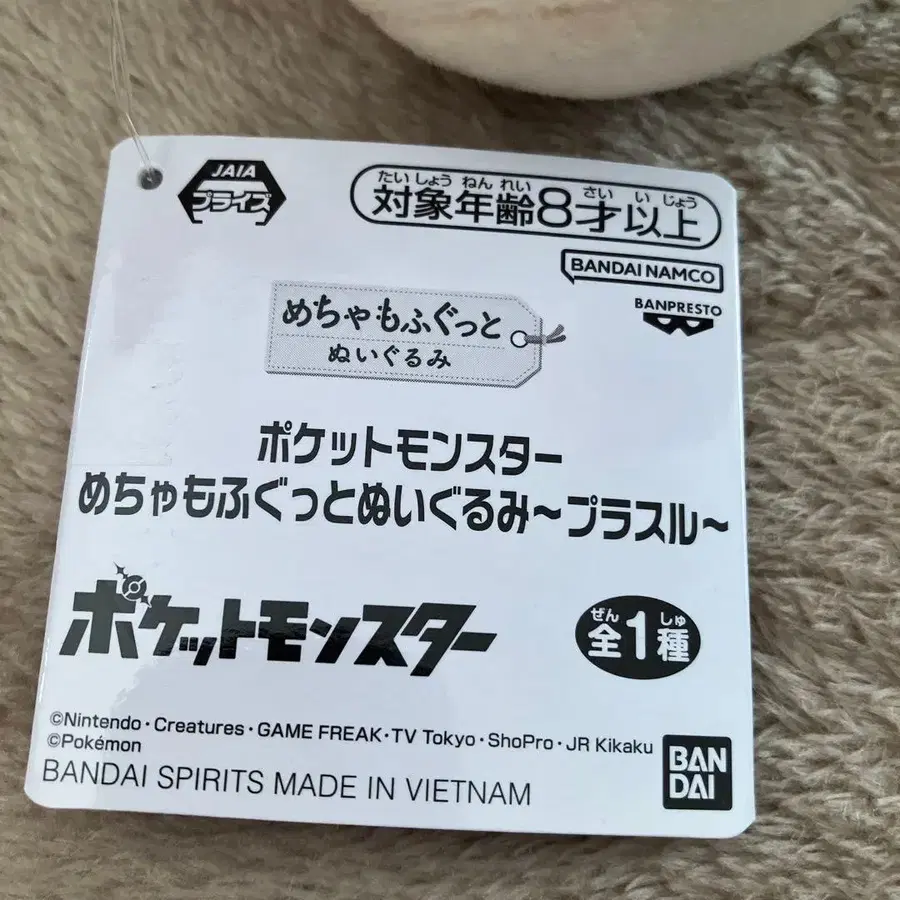 JAIA
プライズ
たいしょうねんれい さいいじょう
対象年齢8才以上
BANDAI NAMCO
BANPRESTO
めちゃもふぐっと
ぬいぐるみ
ポケットモンスター
めちゃもふぐっとぬいぐるみ～プラスル～
ポケットモンスター
ぜん しゅ
全1種
©Nintendo・Creatures・GAME FREAK・TV Tokyo・ShoPro・JR Kikaku
©Pokémon
BANDAI SPIRITS MADE IN VIETNAM
BAN
DAI